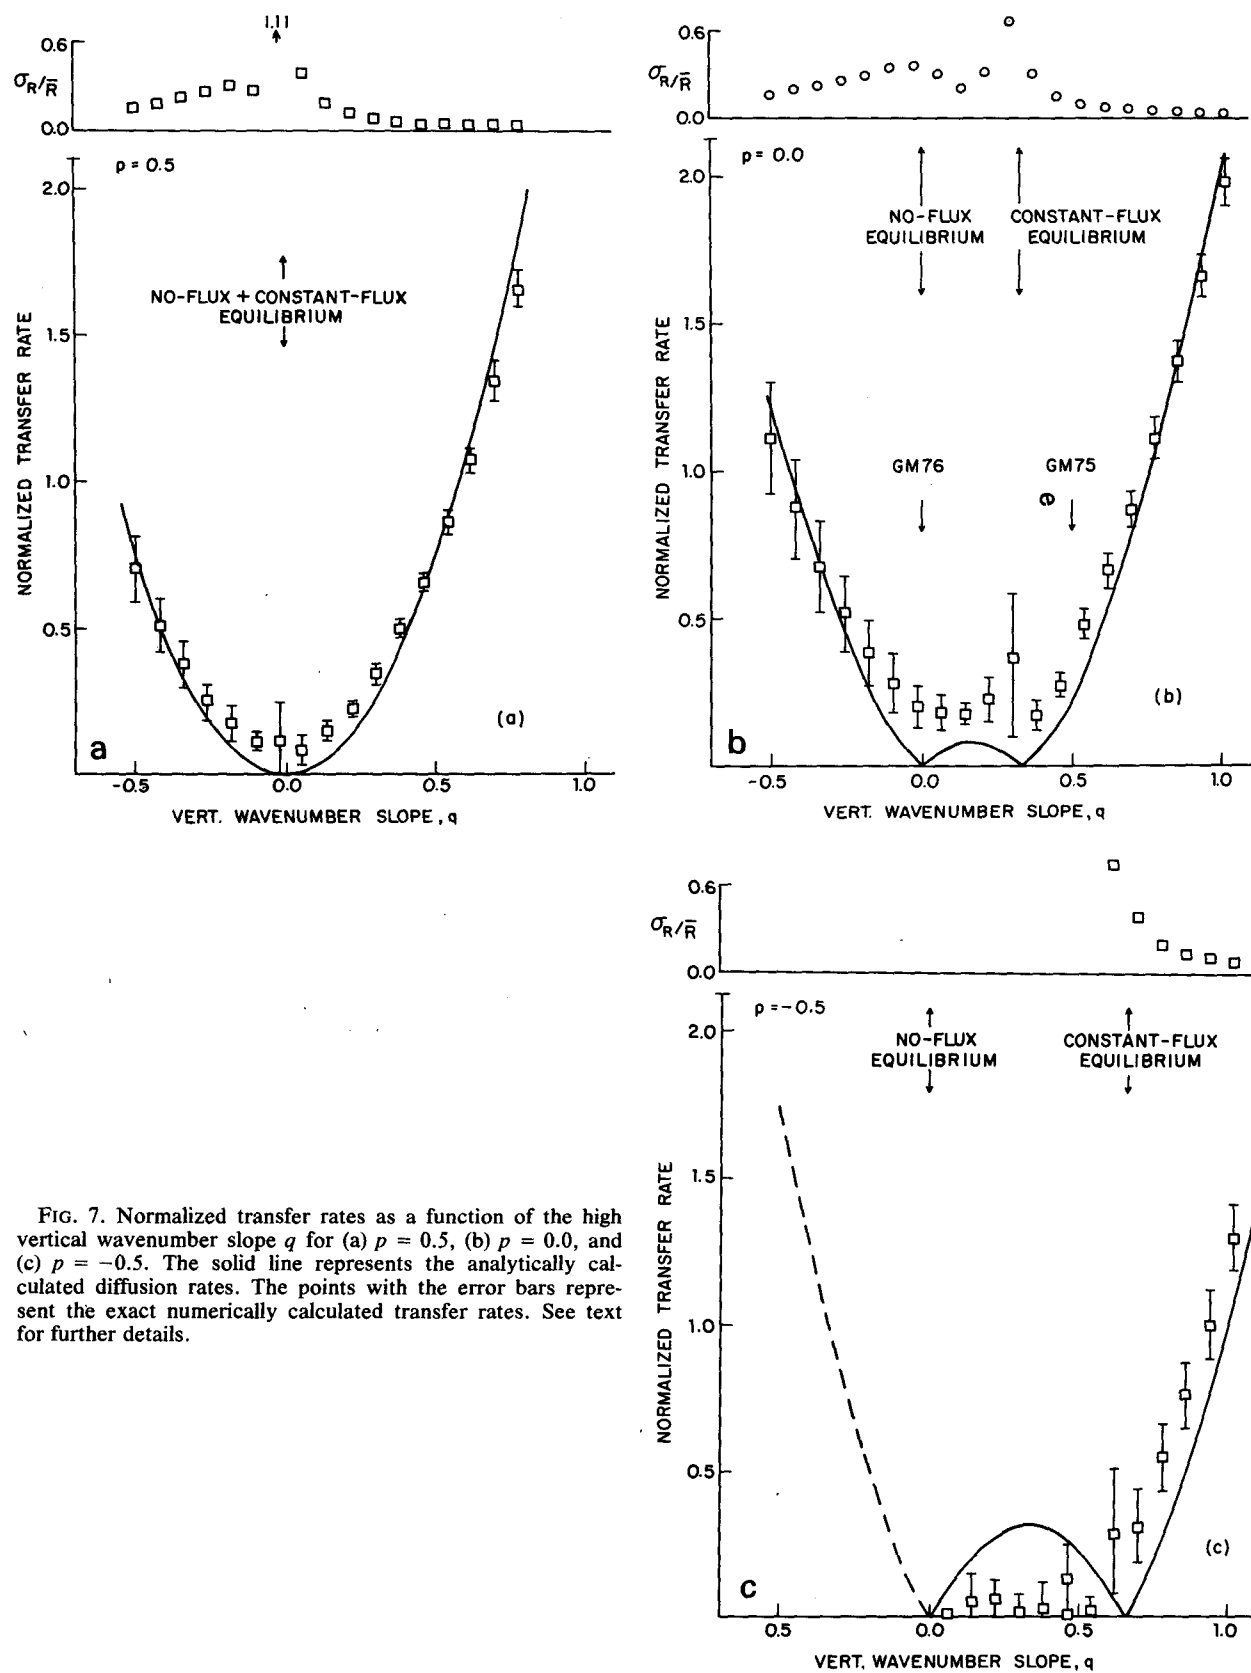 1.11
0.6
σR/R̄
0.0
p = 0.5
2.0
NO-FLUX + CONSTANT-FLUX
EQUILIBRIUM
1.5
1.0
0.5
NORMALIZED TRANSFER RATE
(a)
a
-0.5
0.0
0.5
1.0
VERT. WAVENUMBER SLOPE, q
0.6
σR/R̄
0.0
p = 0.0
2.0
NO-FLUX
EQUILIBRIUM
CONSTANT-FLUX
EQUILIBRIUM
1.5
1.0
0.5
NORMALIZED TRANSFER RATE
GM76
GM75
(b)
b
-0.5
0.0
0.5
1.0
VERT. WAVENUMBER SLOPE, q
0.6
σR/R̄
0.0
p = -0.5
2.0
NO-FLUX
EQUILIBRIUM
CONSTANT-FLUX
EQUILIBRIUM
1.5
1.0
0.5
NORMALIZED TRANSFER RATE
(c)
c
0.5
0.0
0.5
1.0
VERT. WAVENUMBER SLOPE, q
FIG. 7. Normalized transfer rates as a function of the high
vertical wavenumber slope q for (a) p = 0.5, (b) p = 0.0, and
(c) p = −0.5. The solid line represents the analytically cal-
culated diffusion rates. The points with the error bars repre-
sent the exact numerically calculated transfer rates. See text
for further details.